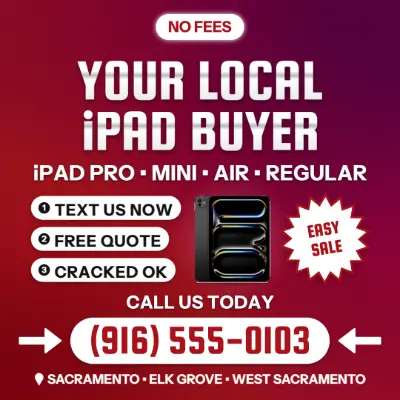 NO FEES
YOUR LOCAL
iPAD BUYER
iPAD PRO ▪ MINI ▪ AIR ▪ REGULAR
1 TEXT US NOW
2 FREE QUOTE
3 CRACKED OK
EASY
SALE
CALL US TODAY
(916) 555-0103
SACRAMENTO ▪ ELK GROVE ▪ WEST SACRAMENTO